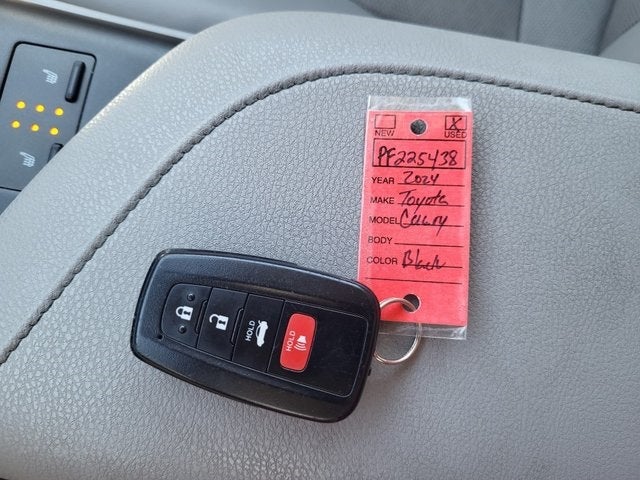 X
NEW USED
PF225438
YEAR 2024
MAKE Toyota
MODEL Camry
BODY
COLOR Black
HOLD
HOLD